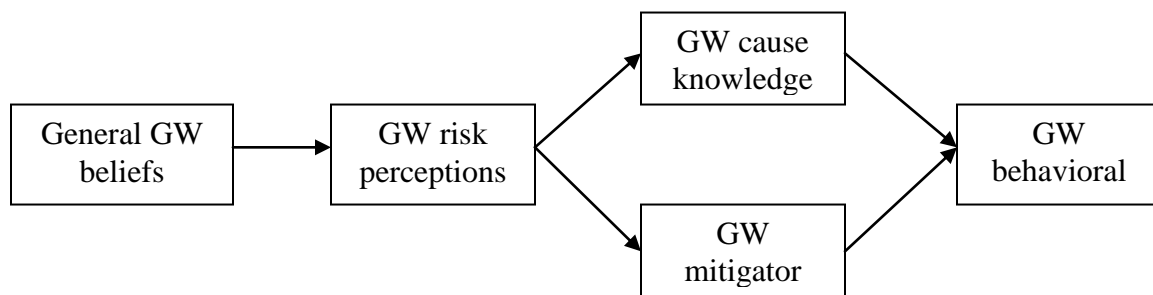 General GW
beliefs
GW risk
perceptions
GW cause
knowledge
GW
mitigator
GW
behavioral